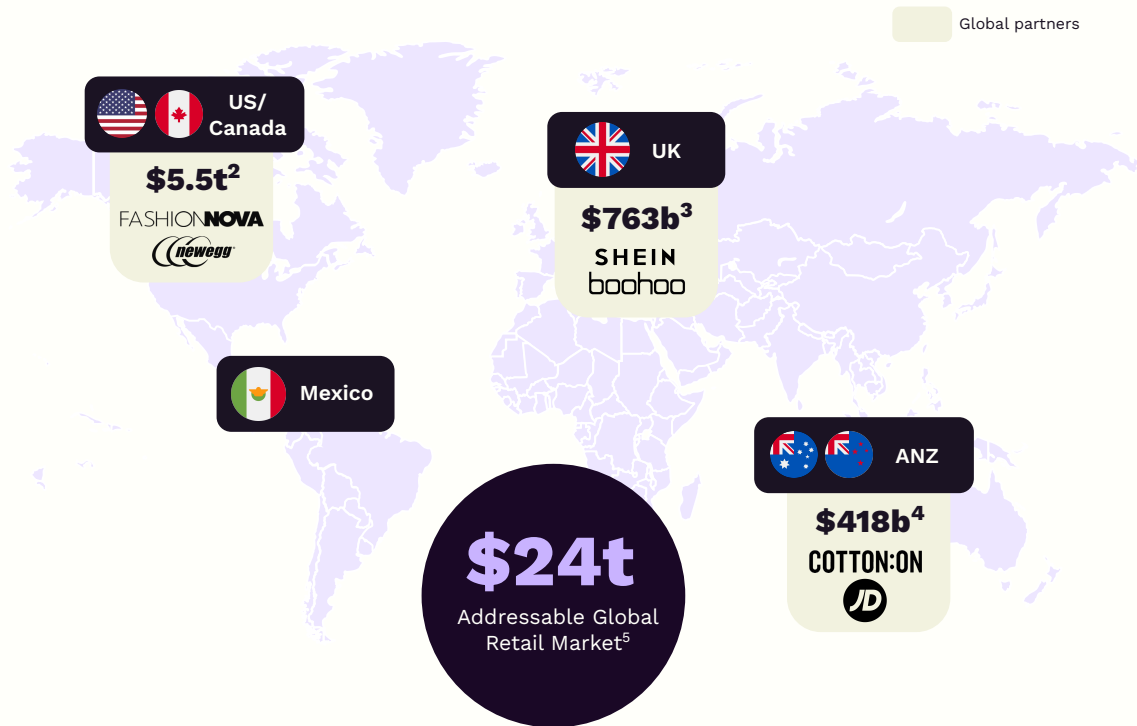 Global partners
US/
Canada
$5.5t²
FASHIONNOVA
newegg
UK
$763b³
SHEIN
boohoo
Mexico
ANZ
$418b⁴
COTTON:ON
JD
$24t
Addressable Global
Retail Market⁵